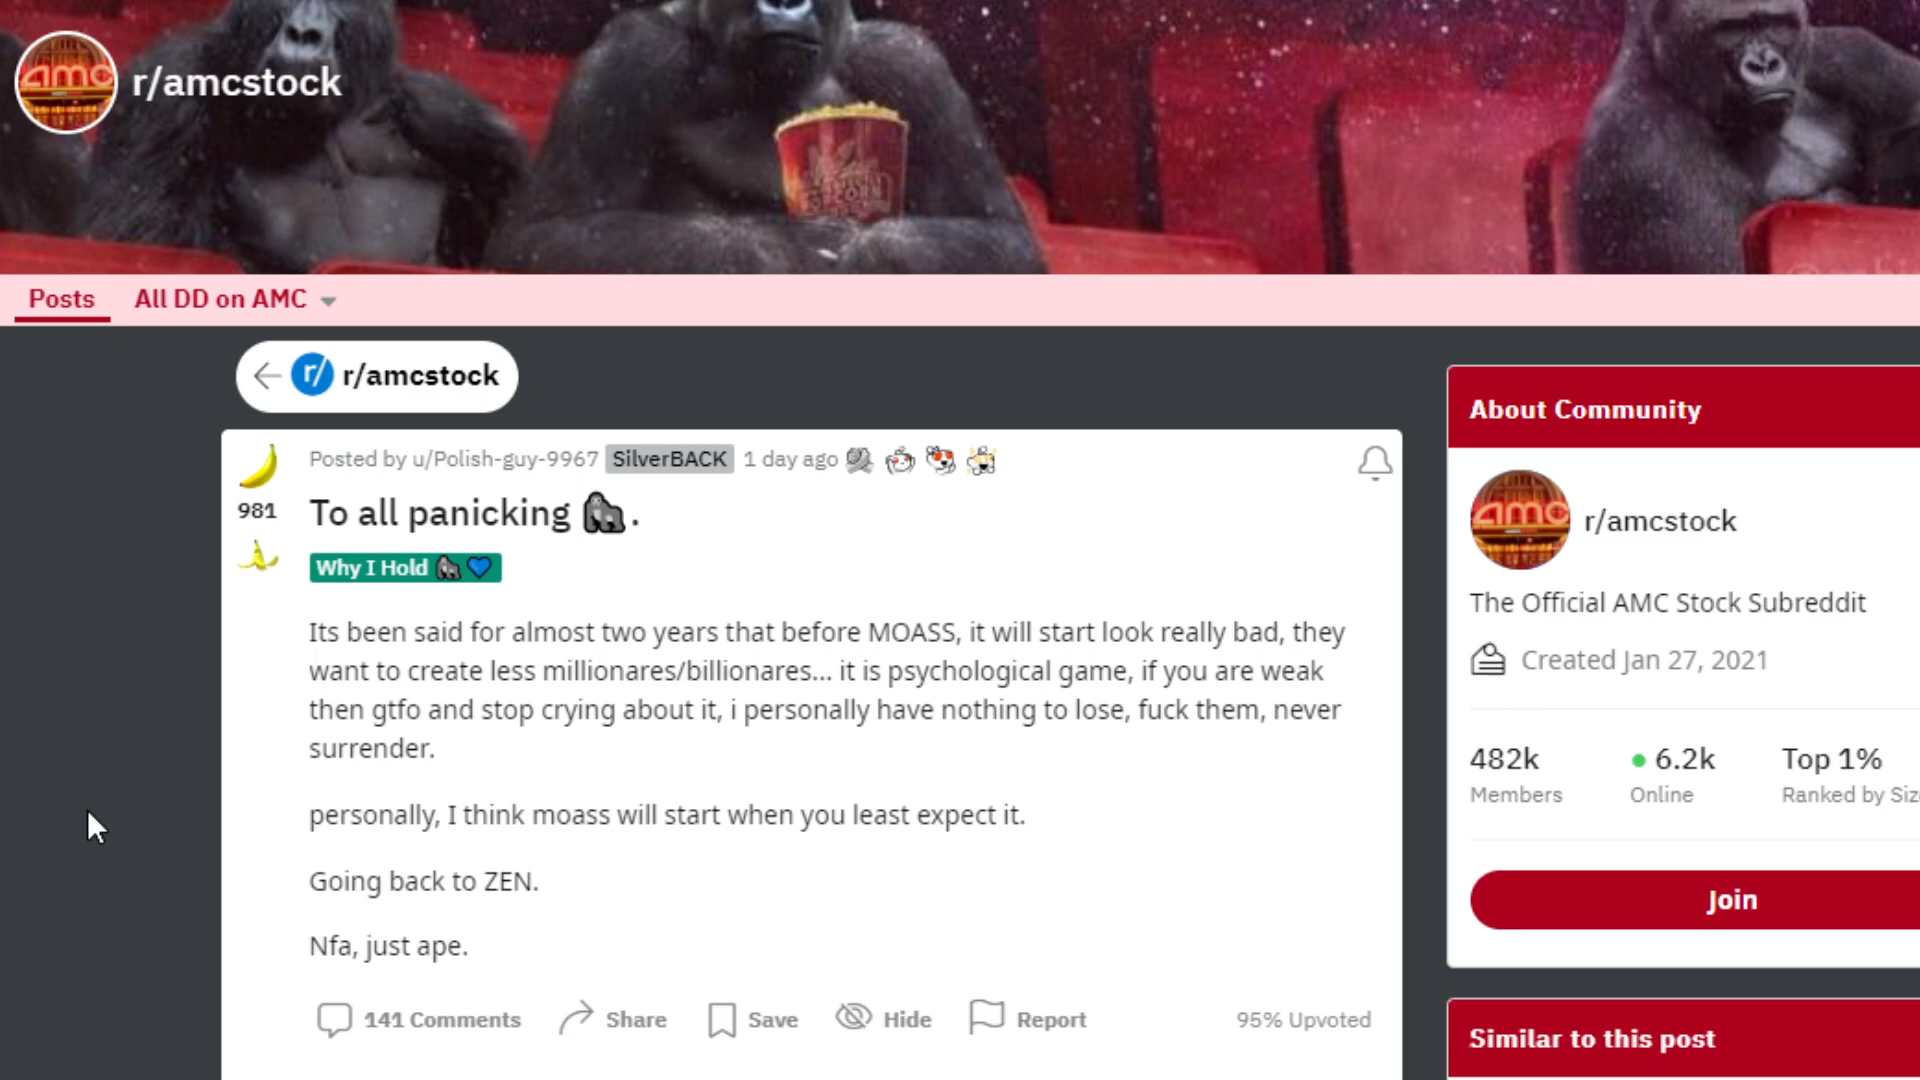 amc
r/amcstock
Posts
All DD on AMC
r/ r/amcstock
Posted by u/Polish-guy-9967 SilverBACK 1 day ago
981
To all panicking 🦍.
Why I Hold 🦍💙
Its been said for almost two years that before MOASS, it will start look really bad, they
want to create less millionares/billionares... it is psychological game, if you are weak
then gtfo and stop crying about it, i personally have nothing to lose, fuck them, never
surrender.
personally, I think moass will start when you least expect it.
Going back to ZEN.
Nfa, just ape.
141 Comments
Share
Save
Hide
Report
95% Upvoted
About Community
amc
r/amcstock
The Official AMC Stock Subreddit
Created Jan 27, 2021
482k
Members
6.2k
Online
Top 1%
Ranked by Siz
Join
Similar to this post